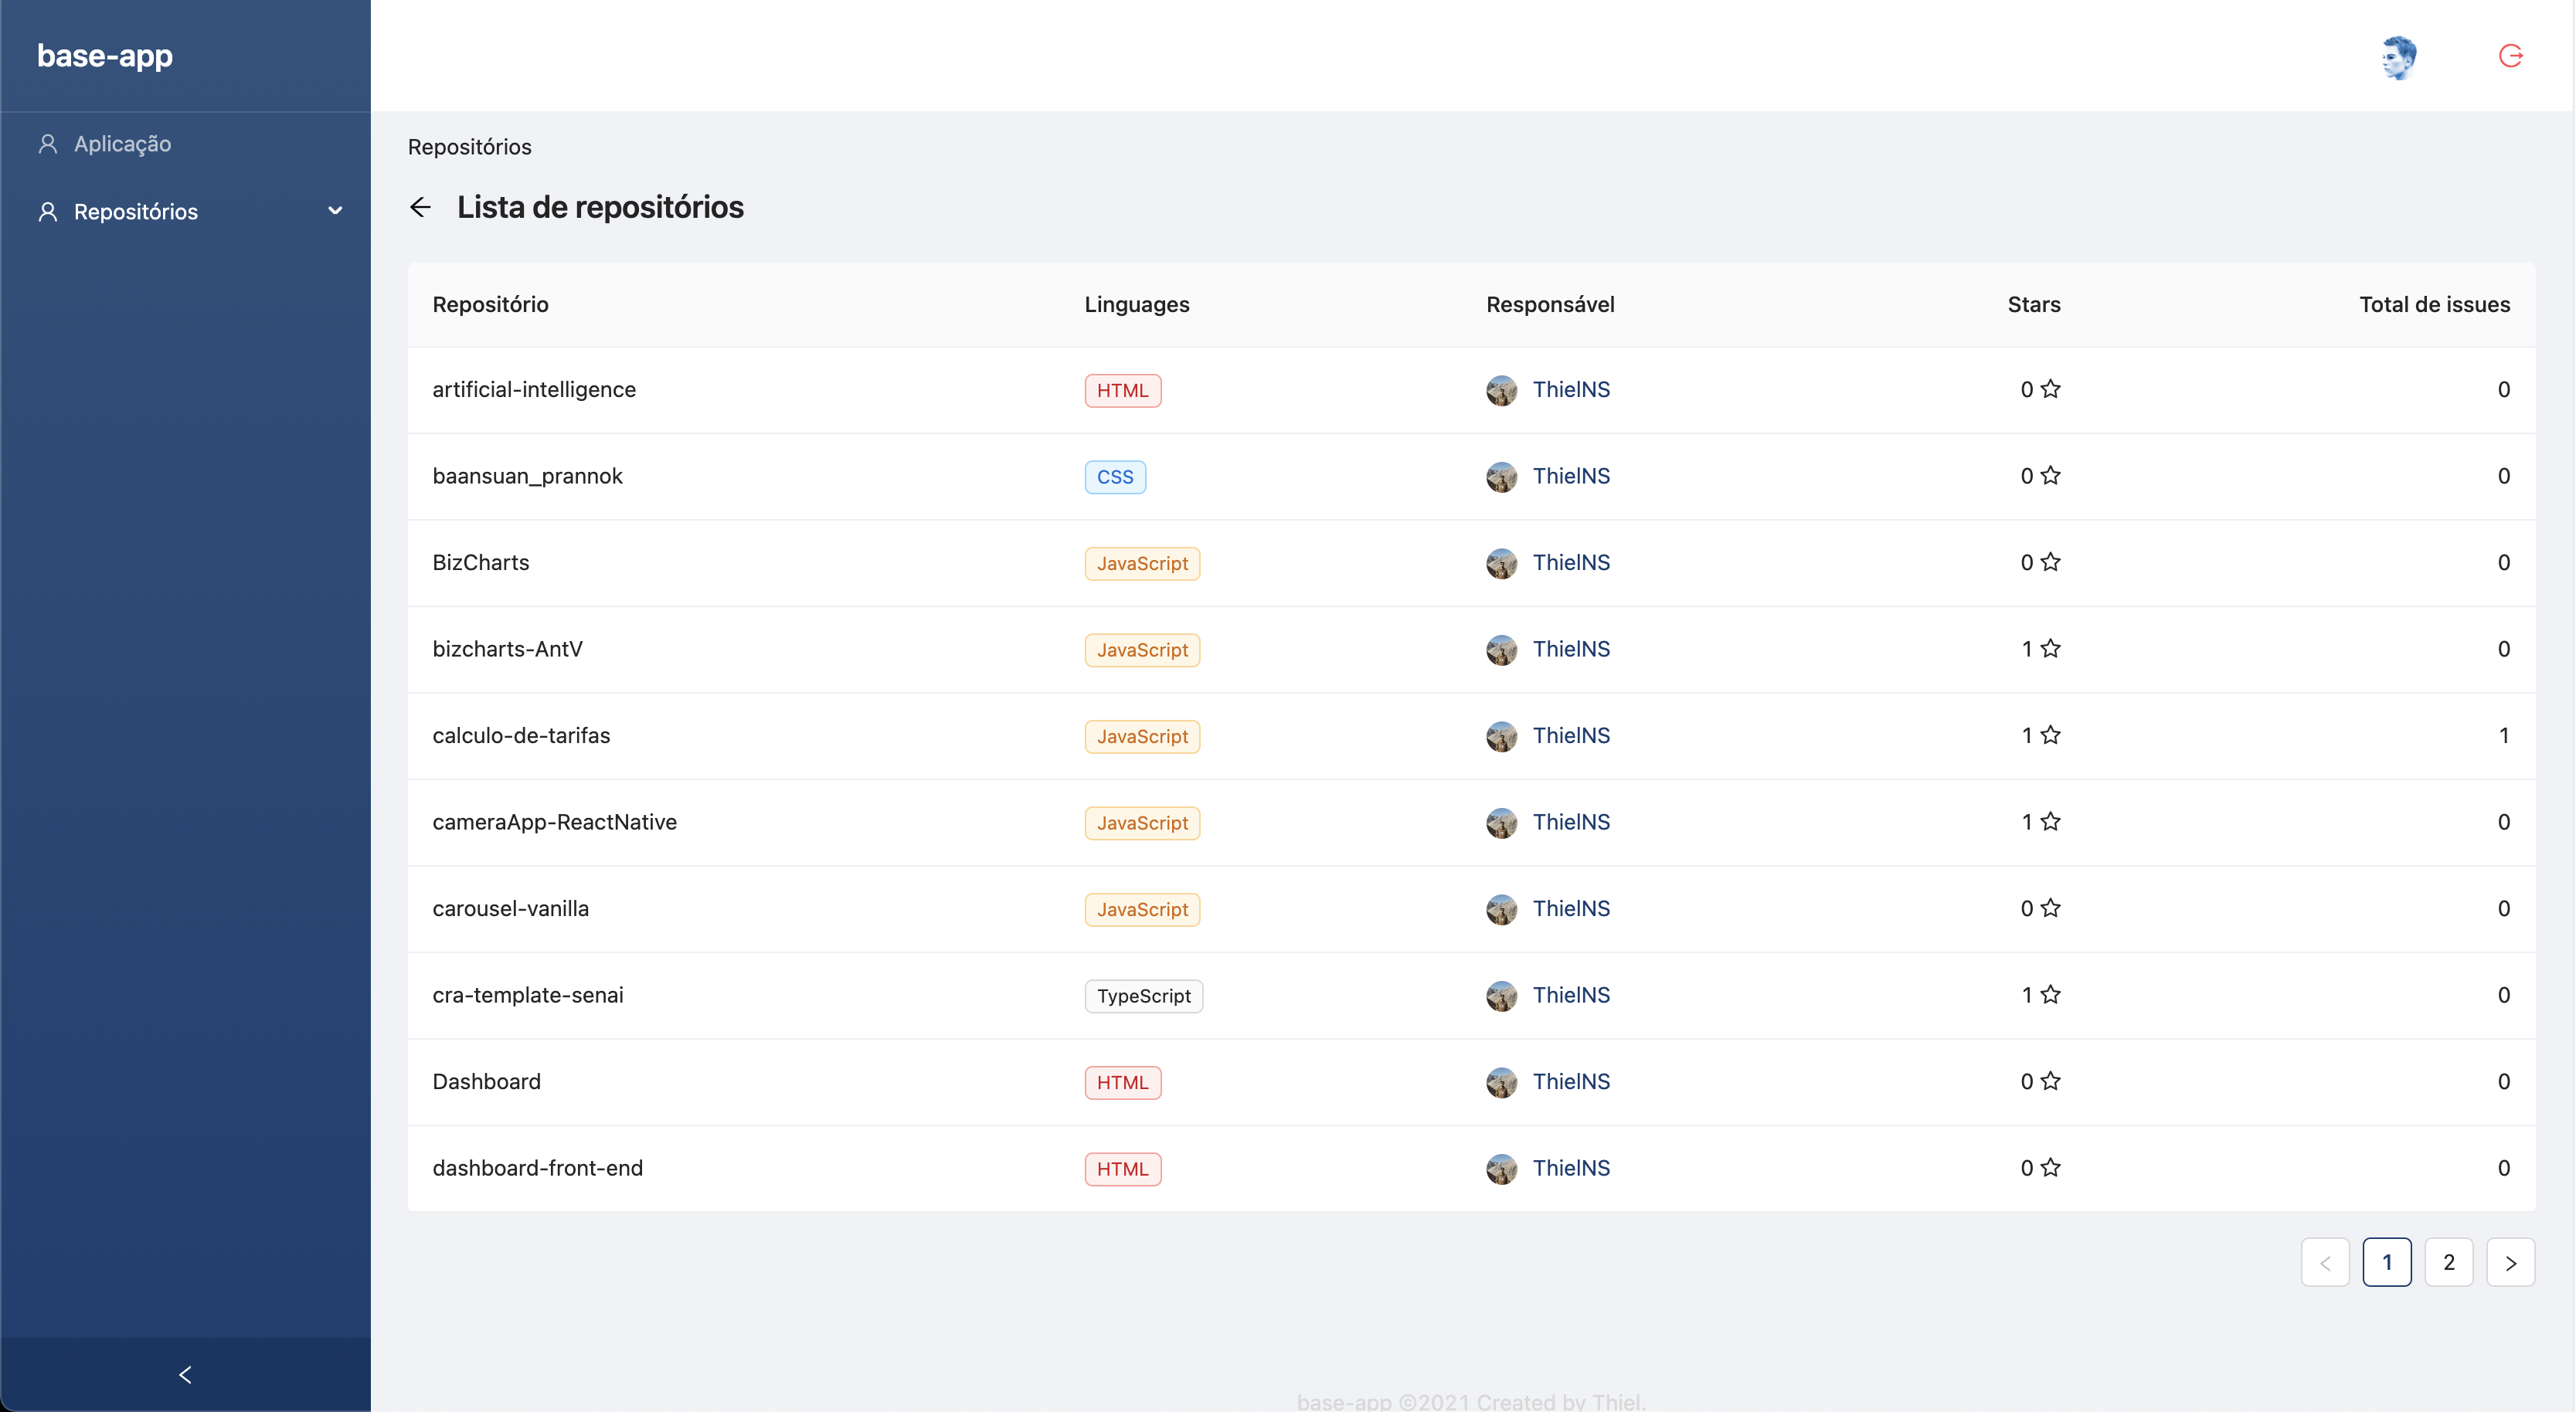 base-app
Aplicação
Repositórios
Repositórios
Lista de repositórios
Repositório Linguages Responsável Stars Total de issues
artificial-intelligence HTML ThielNS 0 0
baansuan_prannok CSS ThielNS 0 0
BizCharts JavaScript ThielNS 0 0
bizcharts-AntV JavaScript ThielNS 1 0
calculo-de-tarifas JavaScript ThielNS 1 1
cameraApp-ReactNative JavaScript ThielNS 1 0
carousel-vanilla JavaScript ThielNS 0 0
cra-template-senai TypeScript ThielNS 1 0
Dashboard HTML ThielNS 0 0
dashboard-front-end HTML ThielNS 0 0
1 2
base-app ©2021 Created by Thiel.